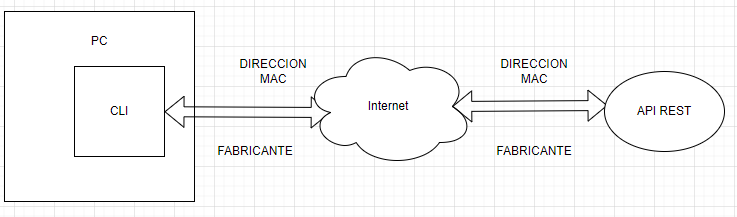 PC
CLI
DIRECCION
MAC
FABRICANTE
Internet
DIRECCION
MAC
FABRICANTE
API REST